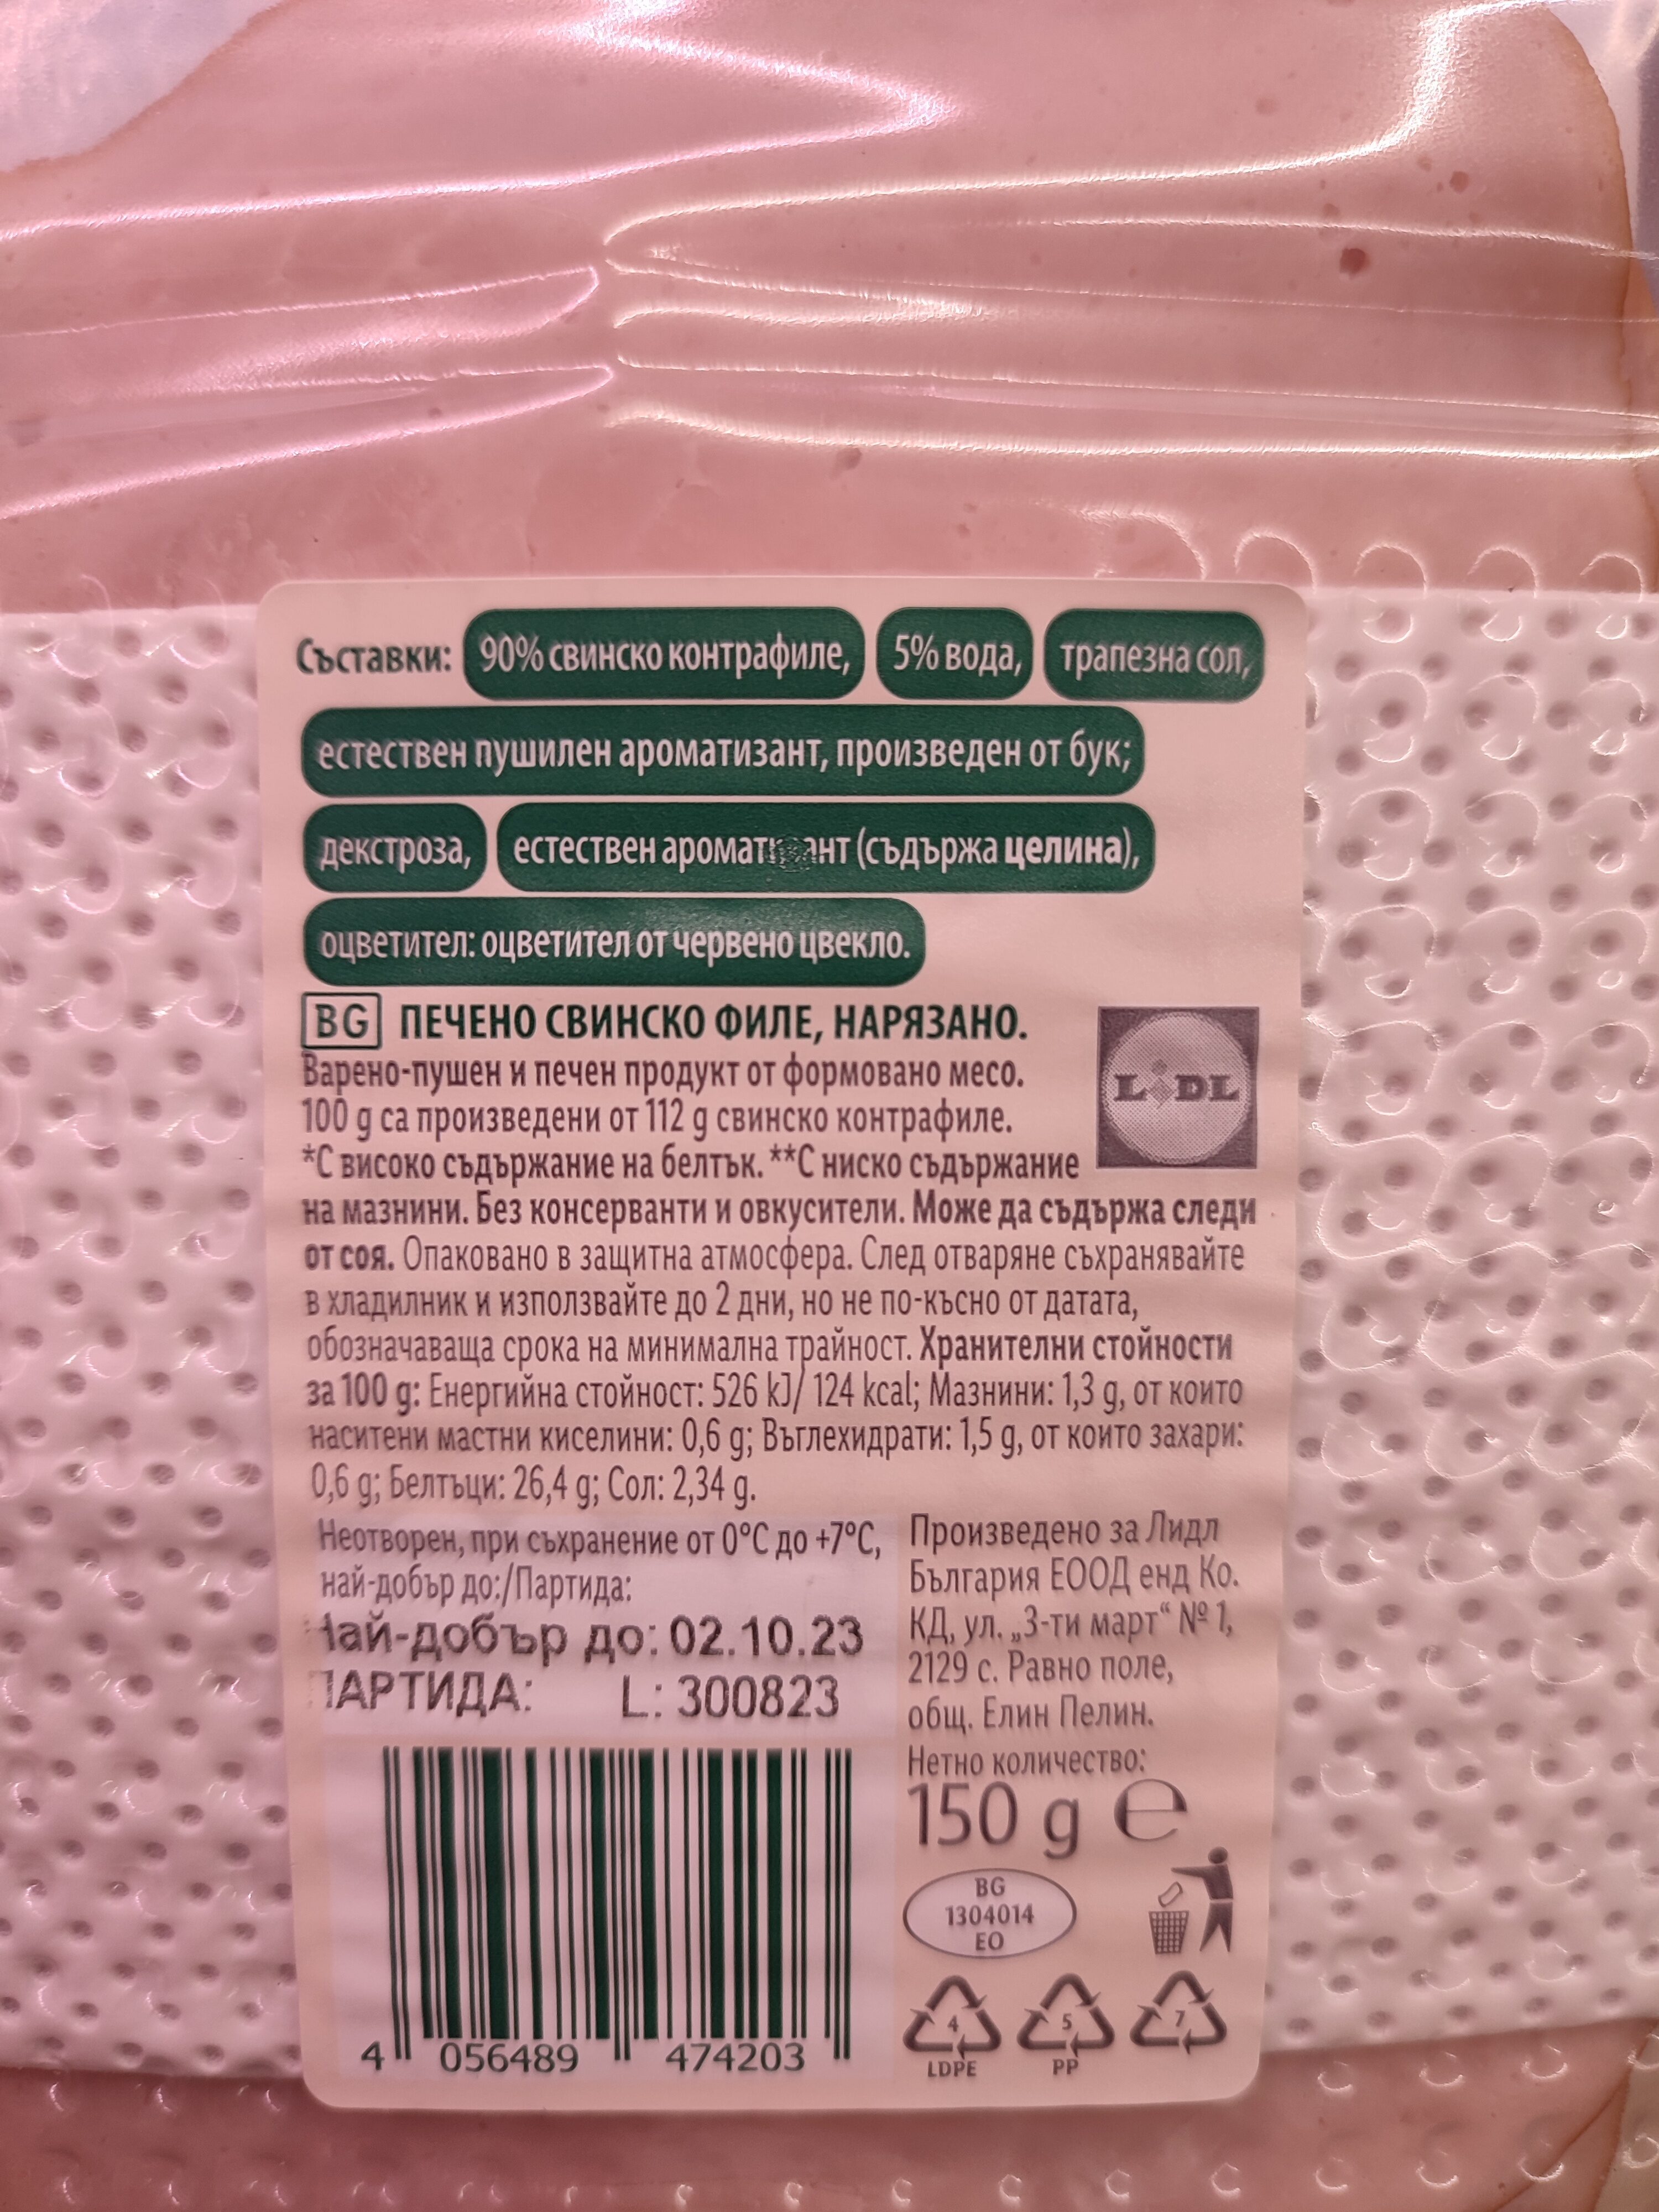 Съставки: 90% свинско контрафиле, 5% вода, трапезна сол,
естествен пушилен ароматизант, произведен от бук;
декстроза, естествен ароматизант (съдържа целина),
оцветител: оцветител от червено цвекло.
BG ПЕЧЕНО СВИНСКО ФИЛЕ, НАРЯЗАНО.
Варено-пушен и печен продукт от формовано месо.
100 g са произведени от 112 g свинско контрафиле.
LIDL
*С високо съдържание на белтък. **С ниско съдържание
на мазнини. Без консерванти и овкусители. Може да съдържа следи
от соя. Опаковано в защитна атмосфера. След отваряне съхранявайте
в хладилник и използвайте до 2 дни, но не по-късно от датата,
обозначаваща срока на минимална трайност. Хранителни стойности
за 100 g: Енергийна стойност: 526 kJ/ 124 kcal; Мазнини: 1,3 g, от които
наситени мастни киселини: 0,6 g; Въглехидрати: 1,5 g, от които захари:
0,6 g; Белтъци: 26,4 g; Сол: 2,34 g.
Неотворен, при съхранение от 0°C до +7°C,
най-добър до:/Партида:
Най-добър до: 02.10.23
ПАРТИДА: L: 300823
4 056489 474203
Произведено за Лидл
България ЕООД енд Ко.
КД, ул. „3-ти март“ № 1,
2129 с. Равно поле,
общ. Елин Пелин.
Нетно количество:
150 g e
BG
1304014
EO
4 5 7
LDPE PP